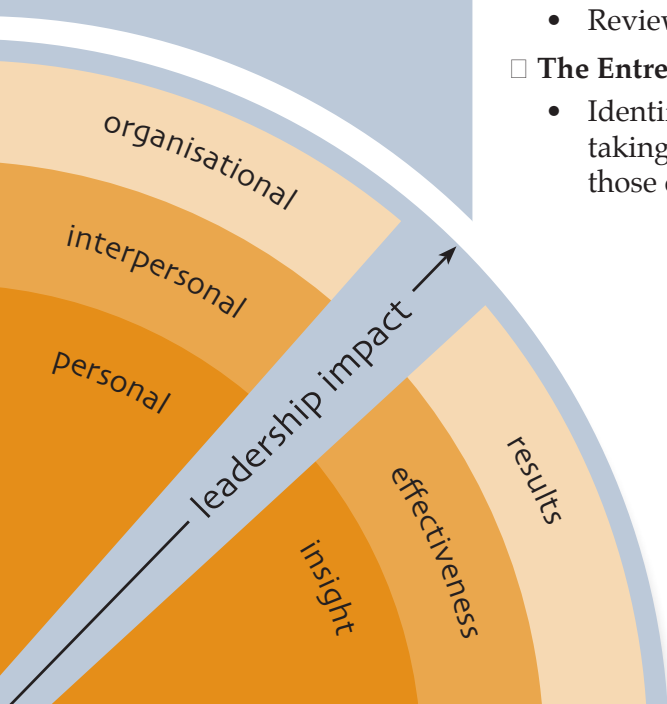 • Review
□ The Entre
• Identi
taking
those
organisational
interpersonal
personal
leadership impact
results
effectiveness
insight